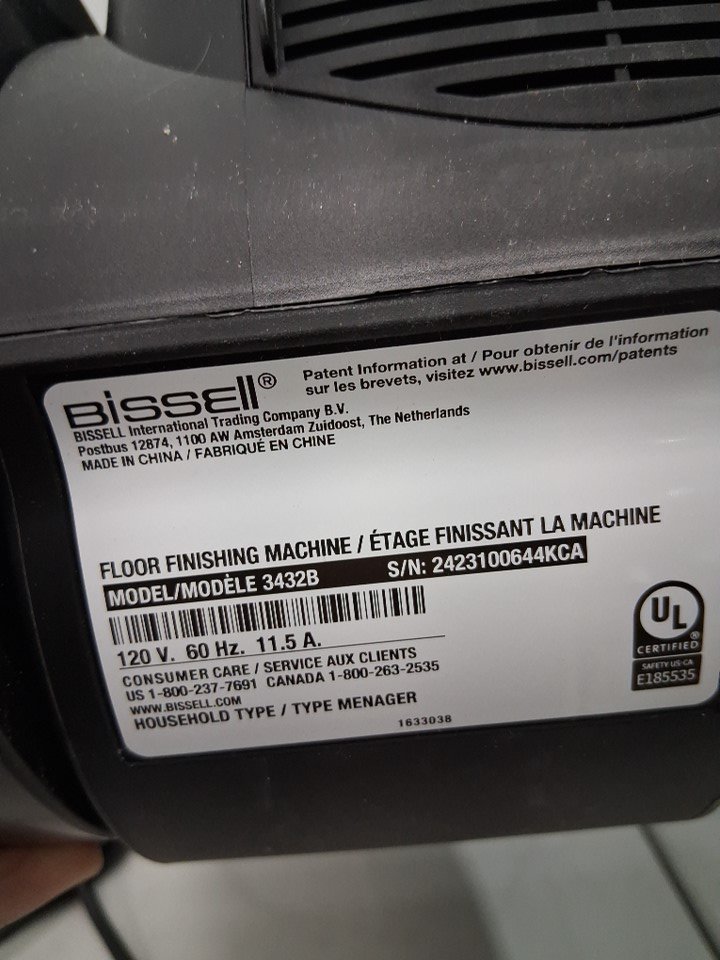 BISSELL®
Patent Information at / Pour obtenir de l'information
sur les brevets, visitez www.bissell.com/patents
BISSELL International Trading Company B.V.
Postbus 12874, 1100 AW Amsterdam Zuidoost, The Netherlands
MADE IN CHINA / FABRIQUÉ EN CHINE
FLOOR FINISHING MACHINE / ÉTAGE FINISSANT LA MACHINE
MODEL/MODÈLE 3432B S/N: 2423100644KCA
120 V. 60 Hz. 11.5 A.
CONSUMER CARE / SERVICE AUX CLIENTS
US 1-800-237-7691 CANADA 1-800-263-2535
WWW.BISSELL.COM
HOUSEHOLD TYPE / TYPE MENAGER
1633038
UL®
CERTIFIED
SAFETY US-CA
E185535